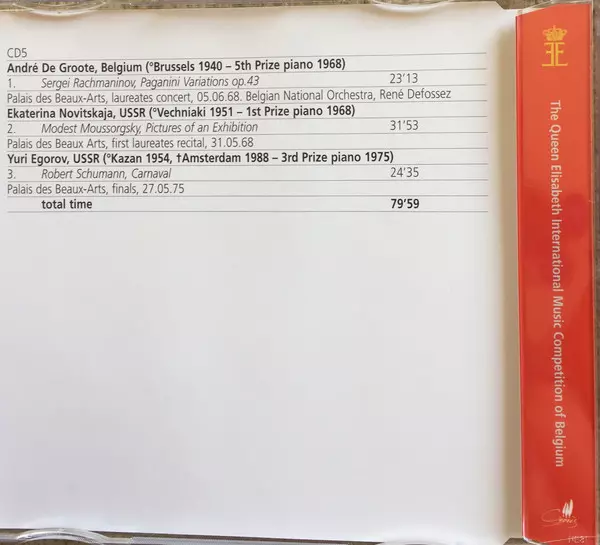 CD5
André De Groote, Belgium (°Brussels 1940 – 5th Prize piano 1968)
1. Sergei Rachmaninov, Paganini Variations op.43 23'13
Palais des Beaux-Arts, laureates concert, 05.06.68. Belgian National Orchestra, René Defossez
Ekaterina Novitskaja, USSR (°Vechniaki 1951 – 1st Prize piano 1968)
2. Modest Moussorgsky, Pictures of an Exhibition 31'53
Palais des Beaux-Arts, first laureates recital, 31.05.68
Yuri Egorov, USSR (°Kazan 1954, †Amsterdam 1988 – 3rd Prize piano 1975)
3. Robert Schumann, Carnaval 24'35
Palais des Beaux-Arts, finals, 27.05.75
total time 79'59
The Queen Elisabeth International Music Competition of Belgium